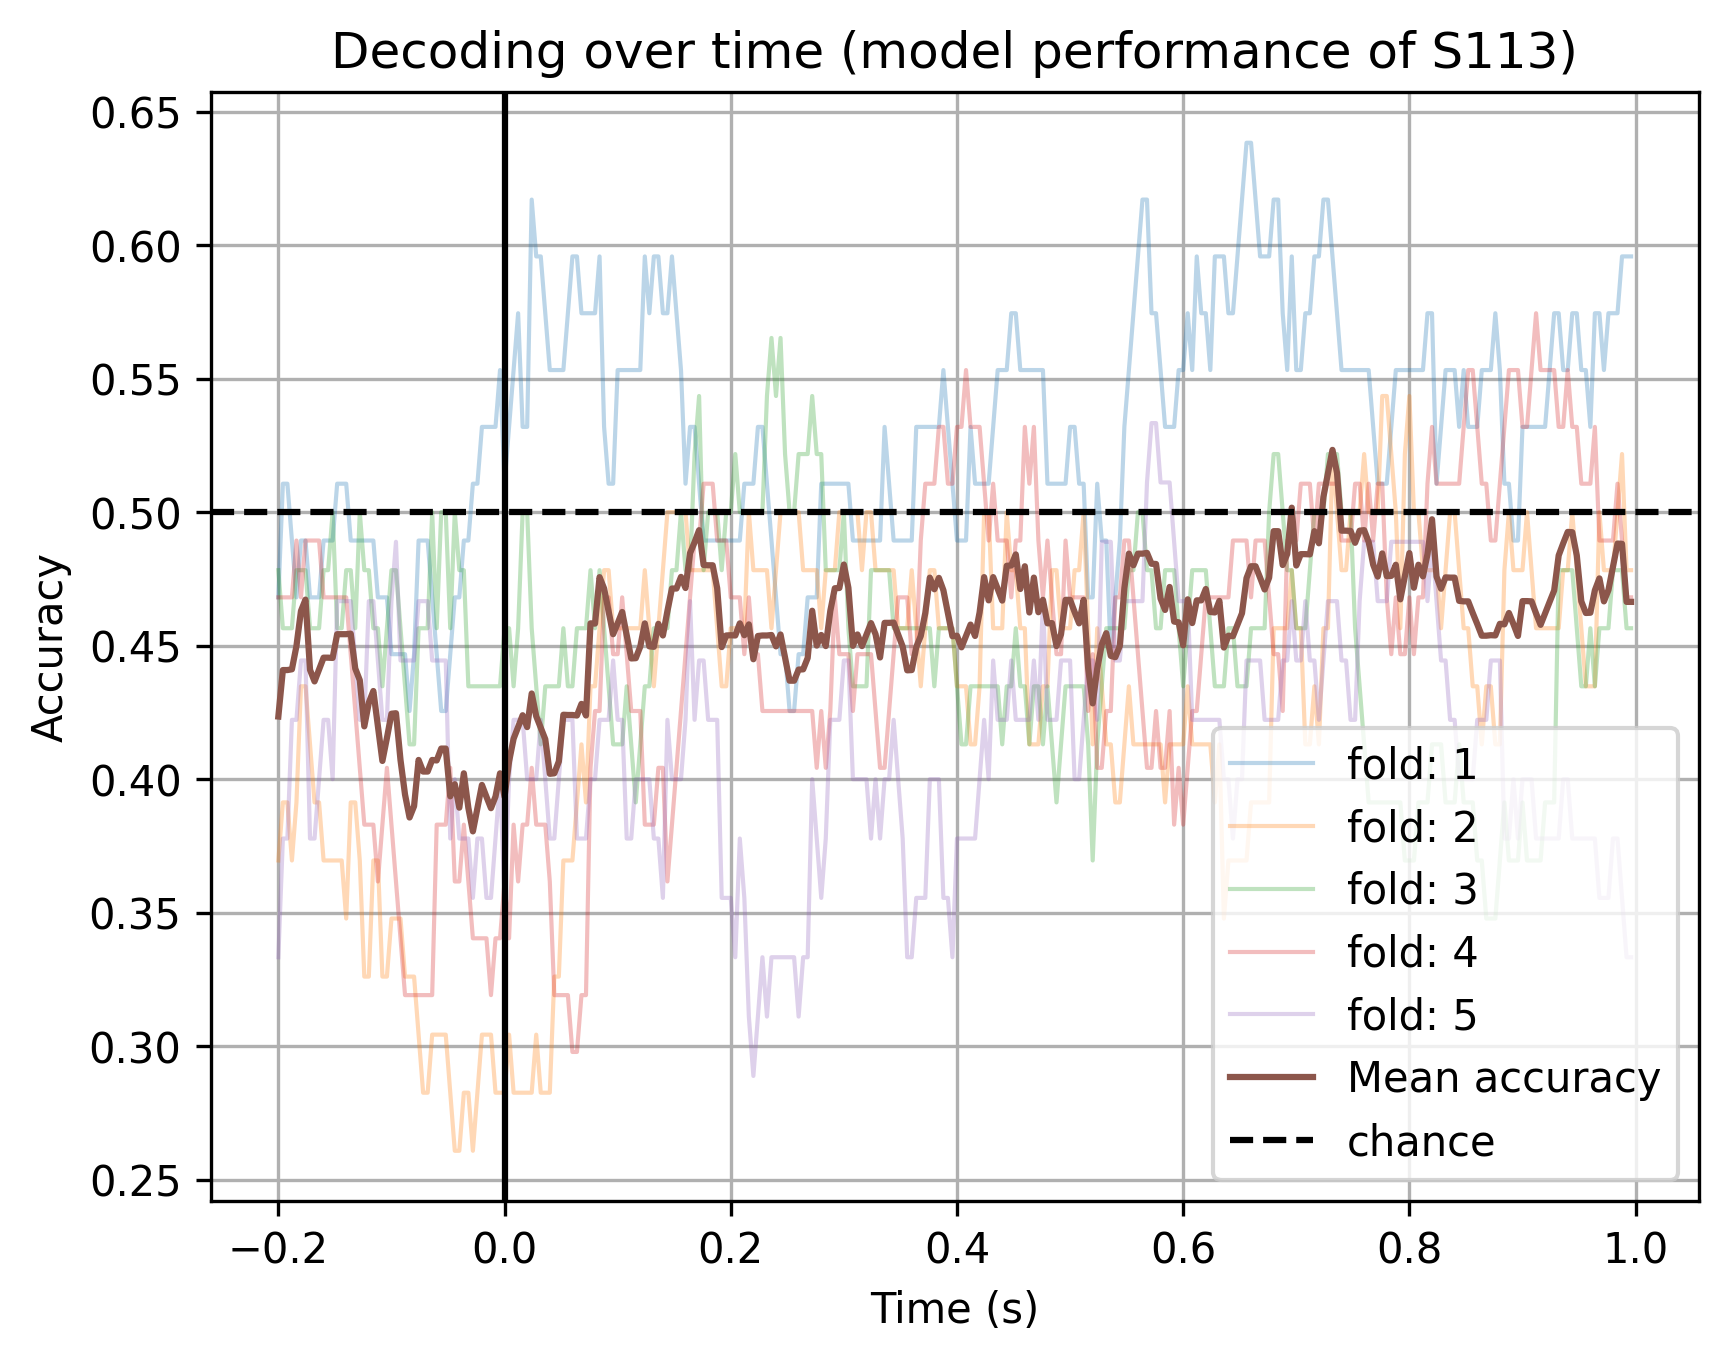 Decoding over time (model performance of S113)
Accuracy
0.65
0.60
0.55
0.50
0.45
0.40
0.35
0.30
0.25
fold: 1
fold: 2
fold: 3
fold: 4
fold: 5
Mean accuracy
chance
−0.2
0.0
0.2
0.4
0.6
0.8
1.0
Time (s)